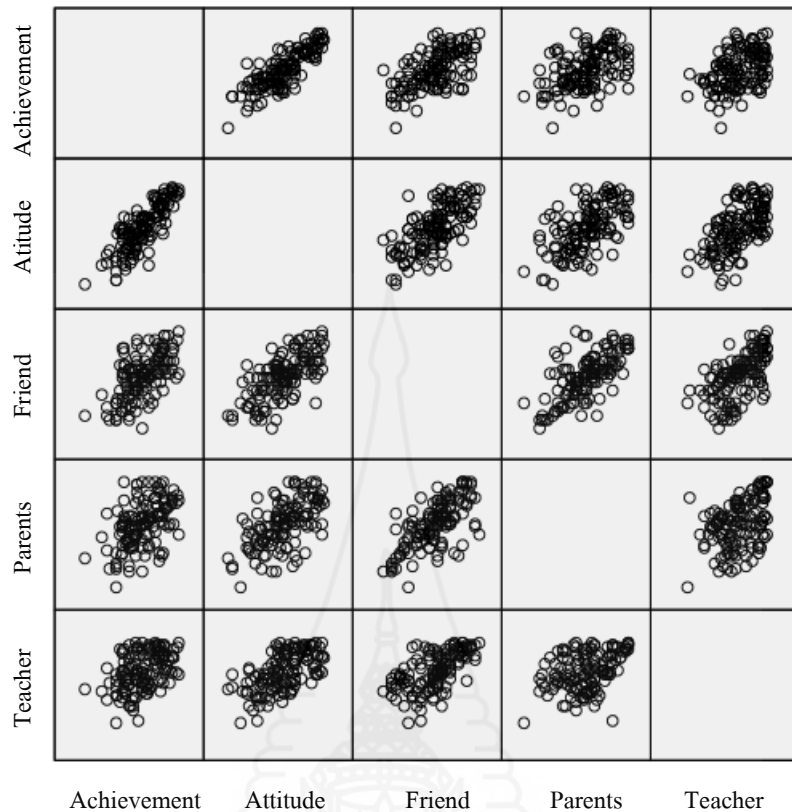 Achievement
Atitude
Friend
Parents
Teacher
Achievement Attitude Friend Parents Teacher